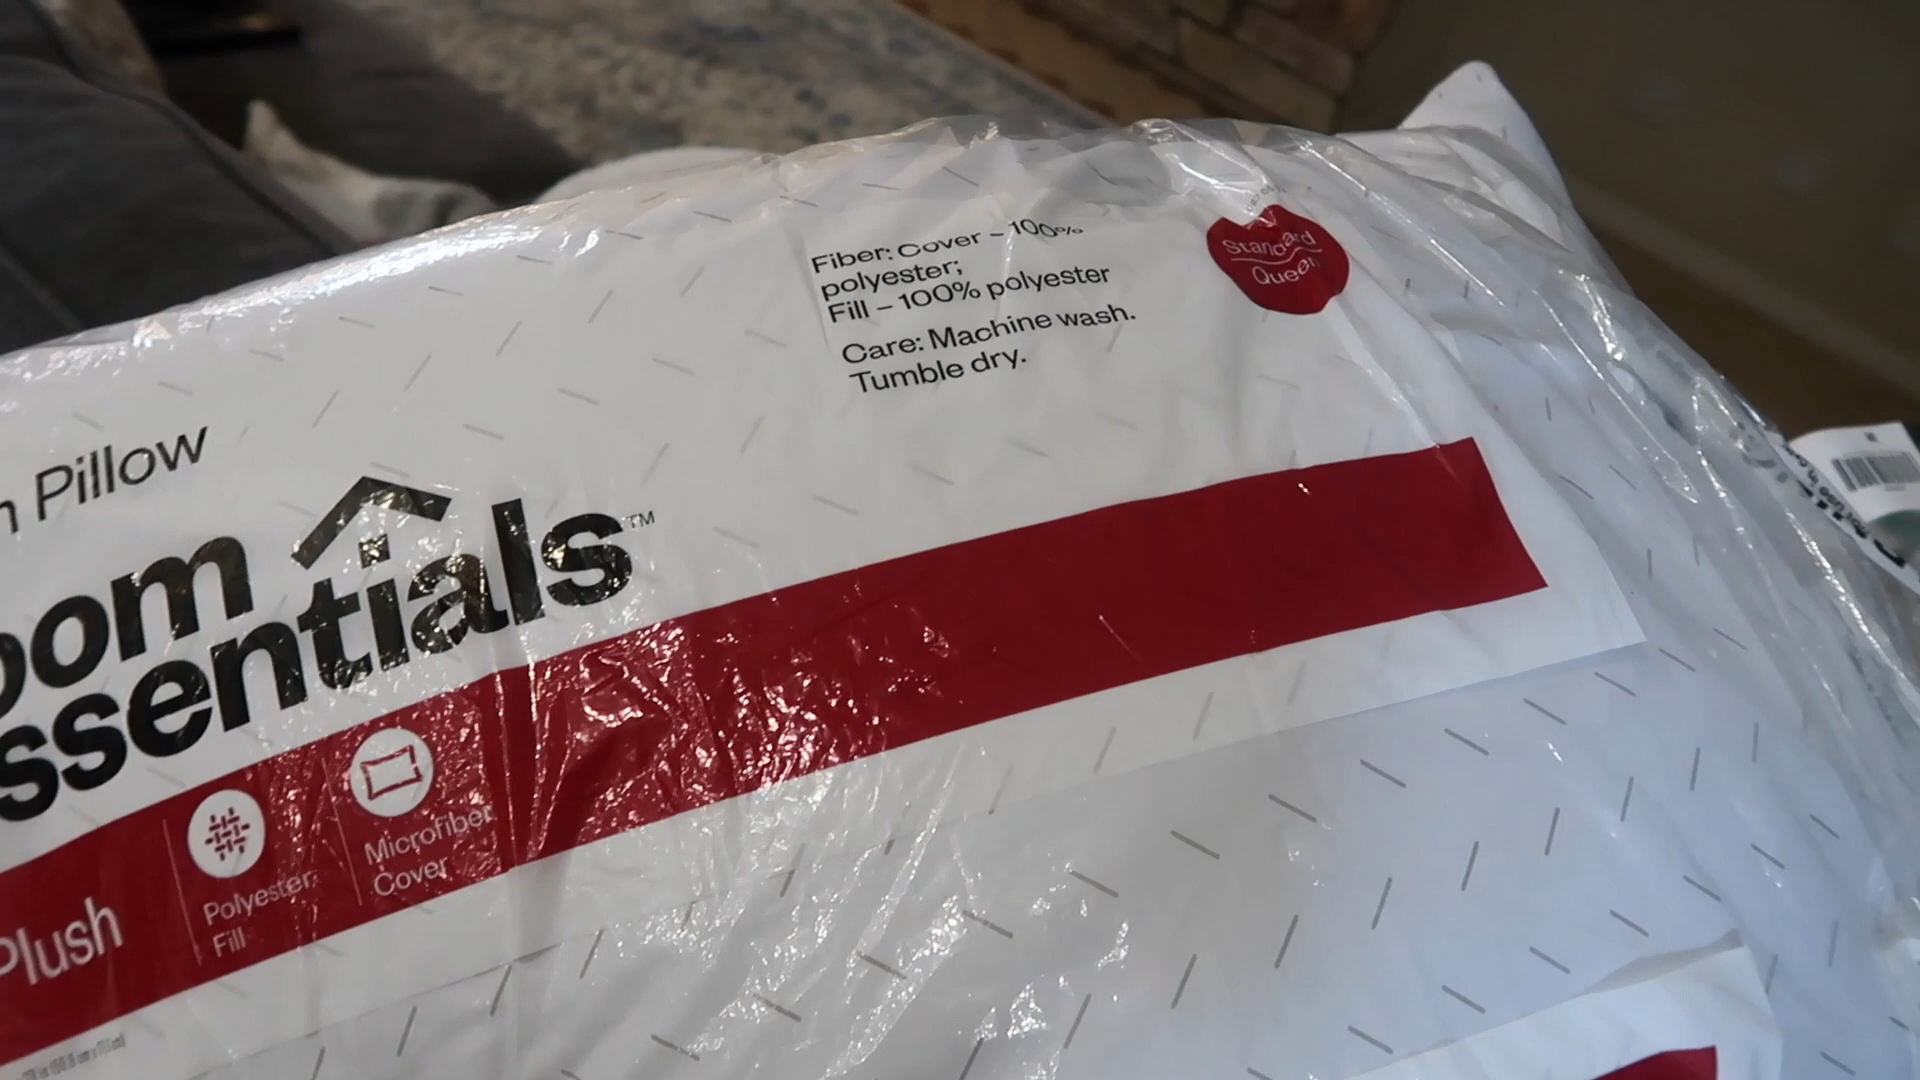 Fiber: Cover – 100%
polyester;
Fill – 100% polyester
Care: Machine wash.
Tumble dry.
Standard
Queen
n Pillow
oom
ssentials™
Plush
Polyester
Fill
Microfiber
Cover